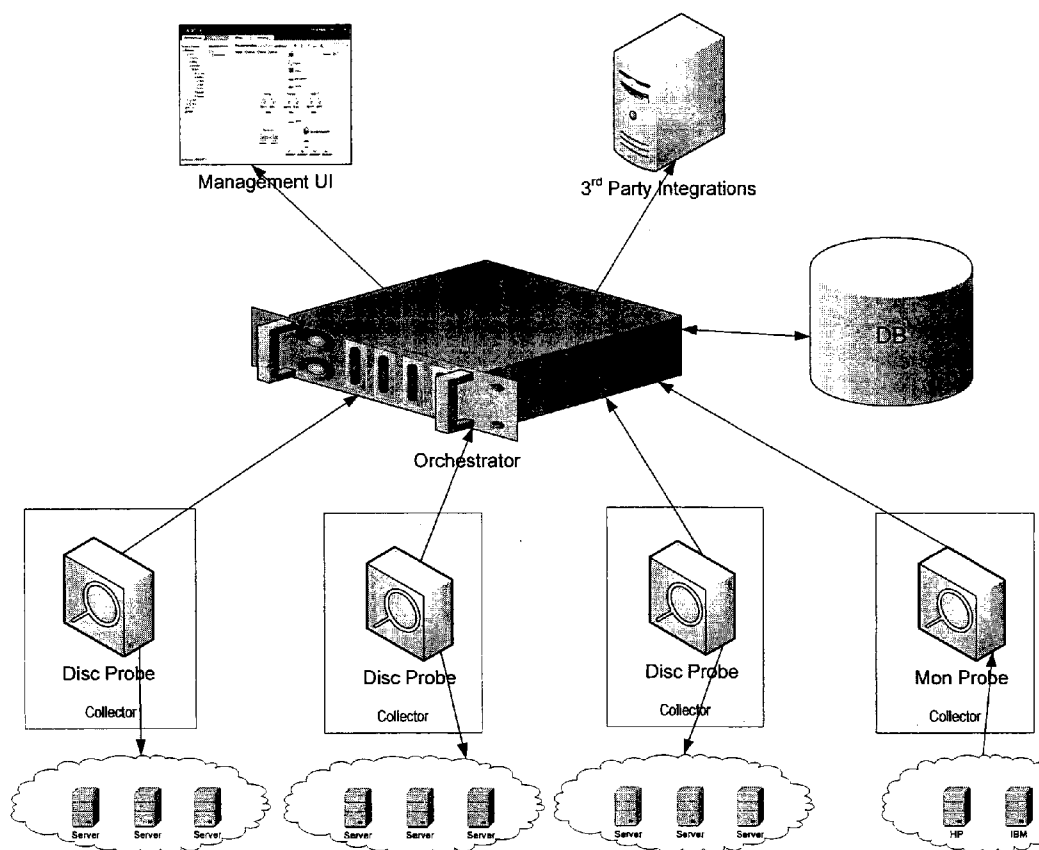 Management UI
3rd Party Integrations
DB
Orchestrator
Disc Probe
Disc Probe
Disc Probe
Mon Probe
Collector
Collector
Collector
Collector
Server
Server
Server
Server
Server
Server
Server
Server
Server
HP
IBM